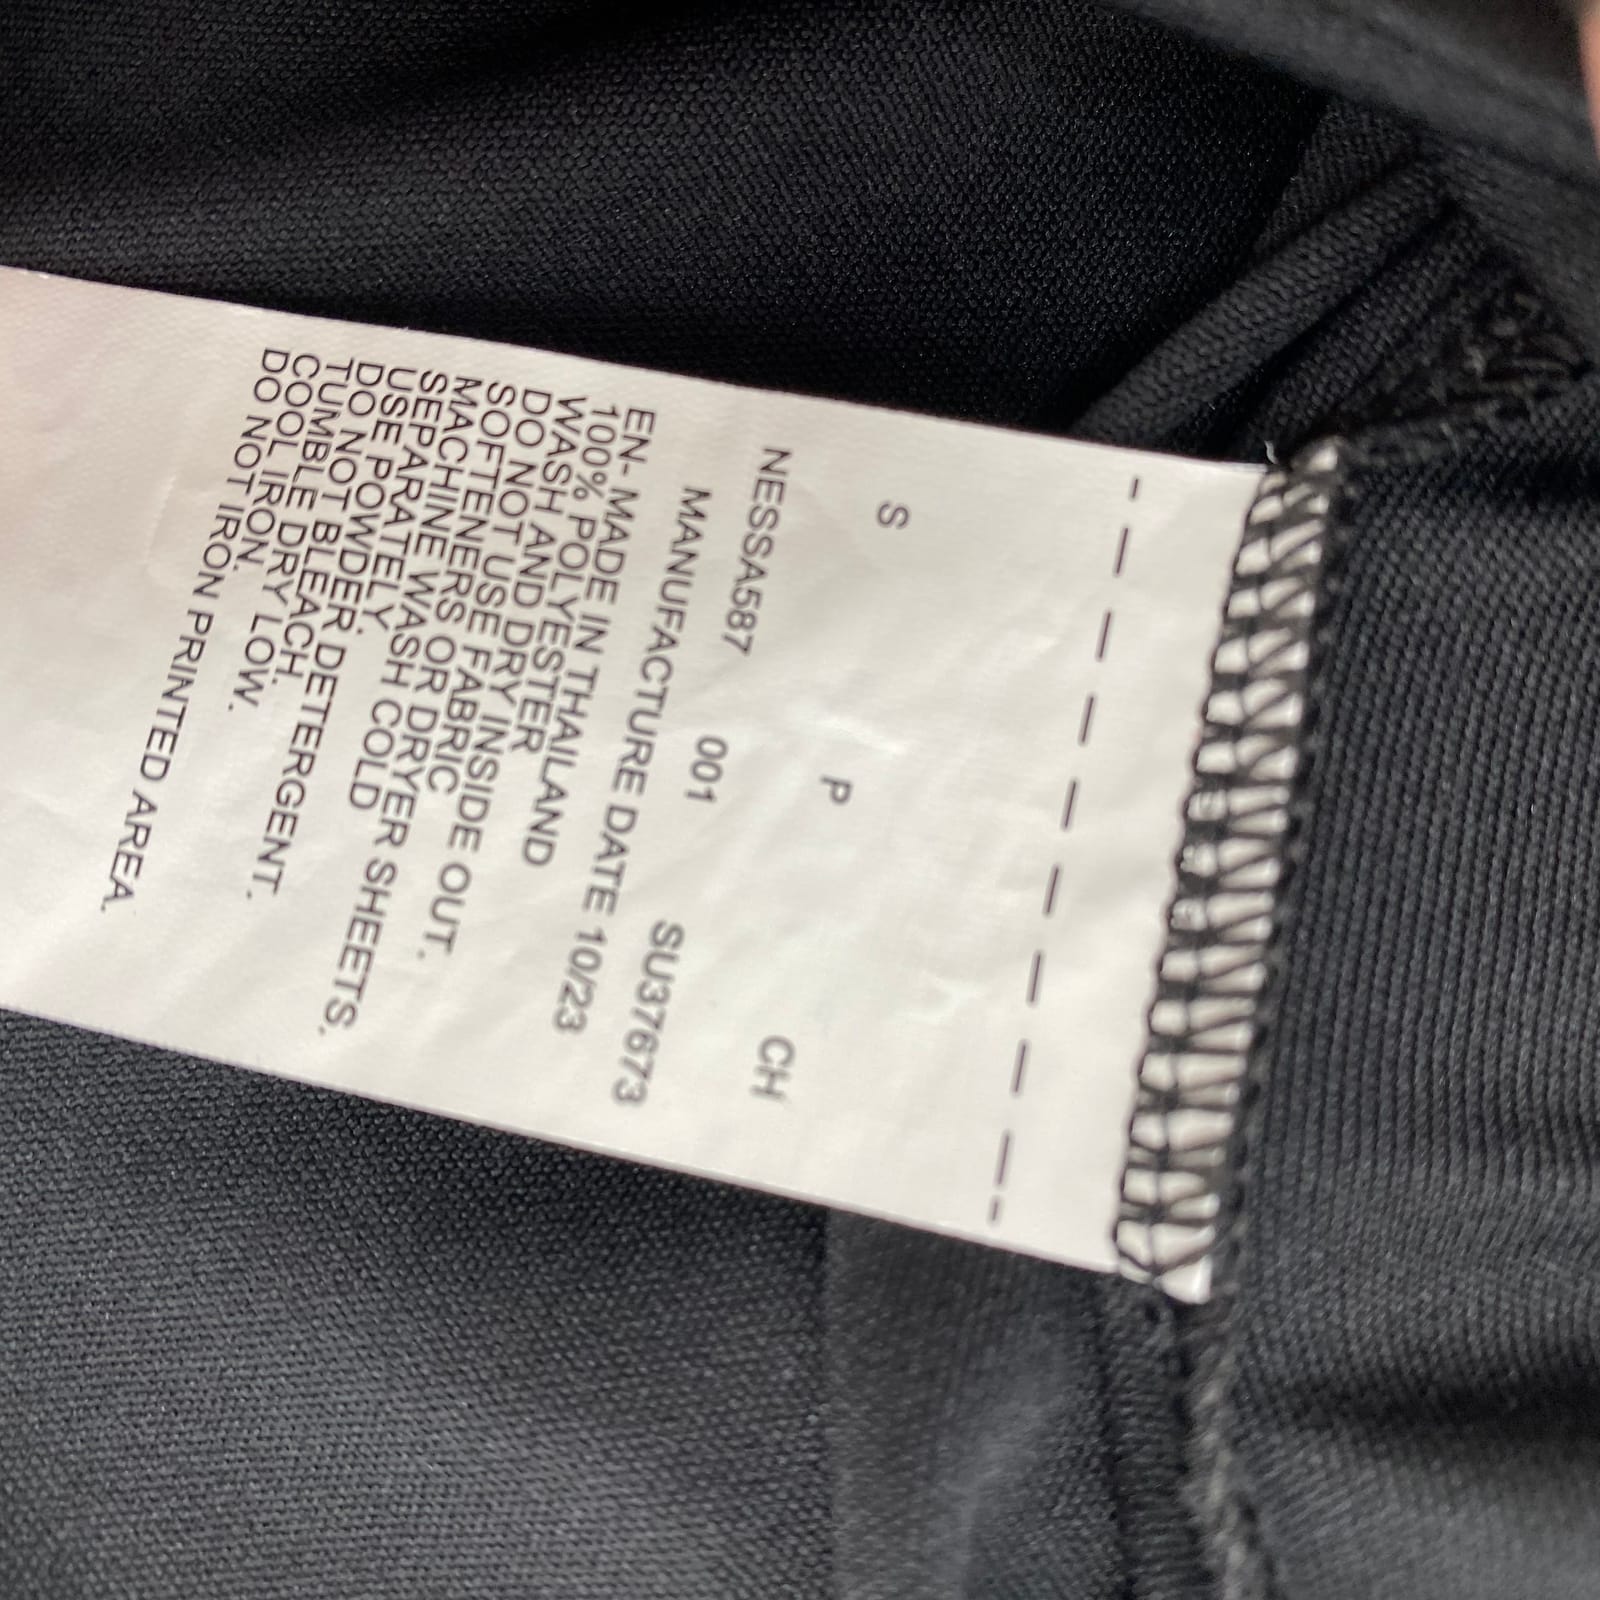 S P CH
NESSA587 001 SU37673
MANUFACTURE DATE 10/23
EN- MADE IN THAILAND
100% POLYESTER
WASH AND DRY INSIDE OUT.
DO NOT USE FABRIC
SOFTENERS OR DRYER SHEETS.
MACHINE WASH COLD
SEPARATELY.
USE POWDER DETERGENT.
DO NOT BLEACH.
TUMBLE DRY LOW.
COOL IRON.
DO NOT IRON PRINTED AREA.